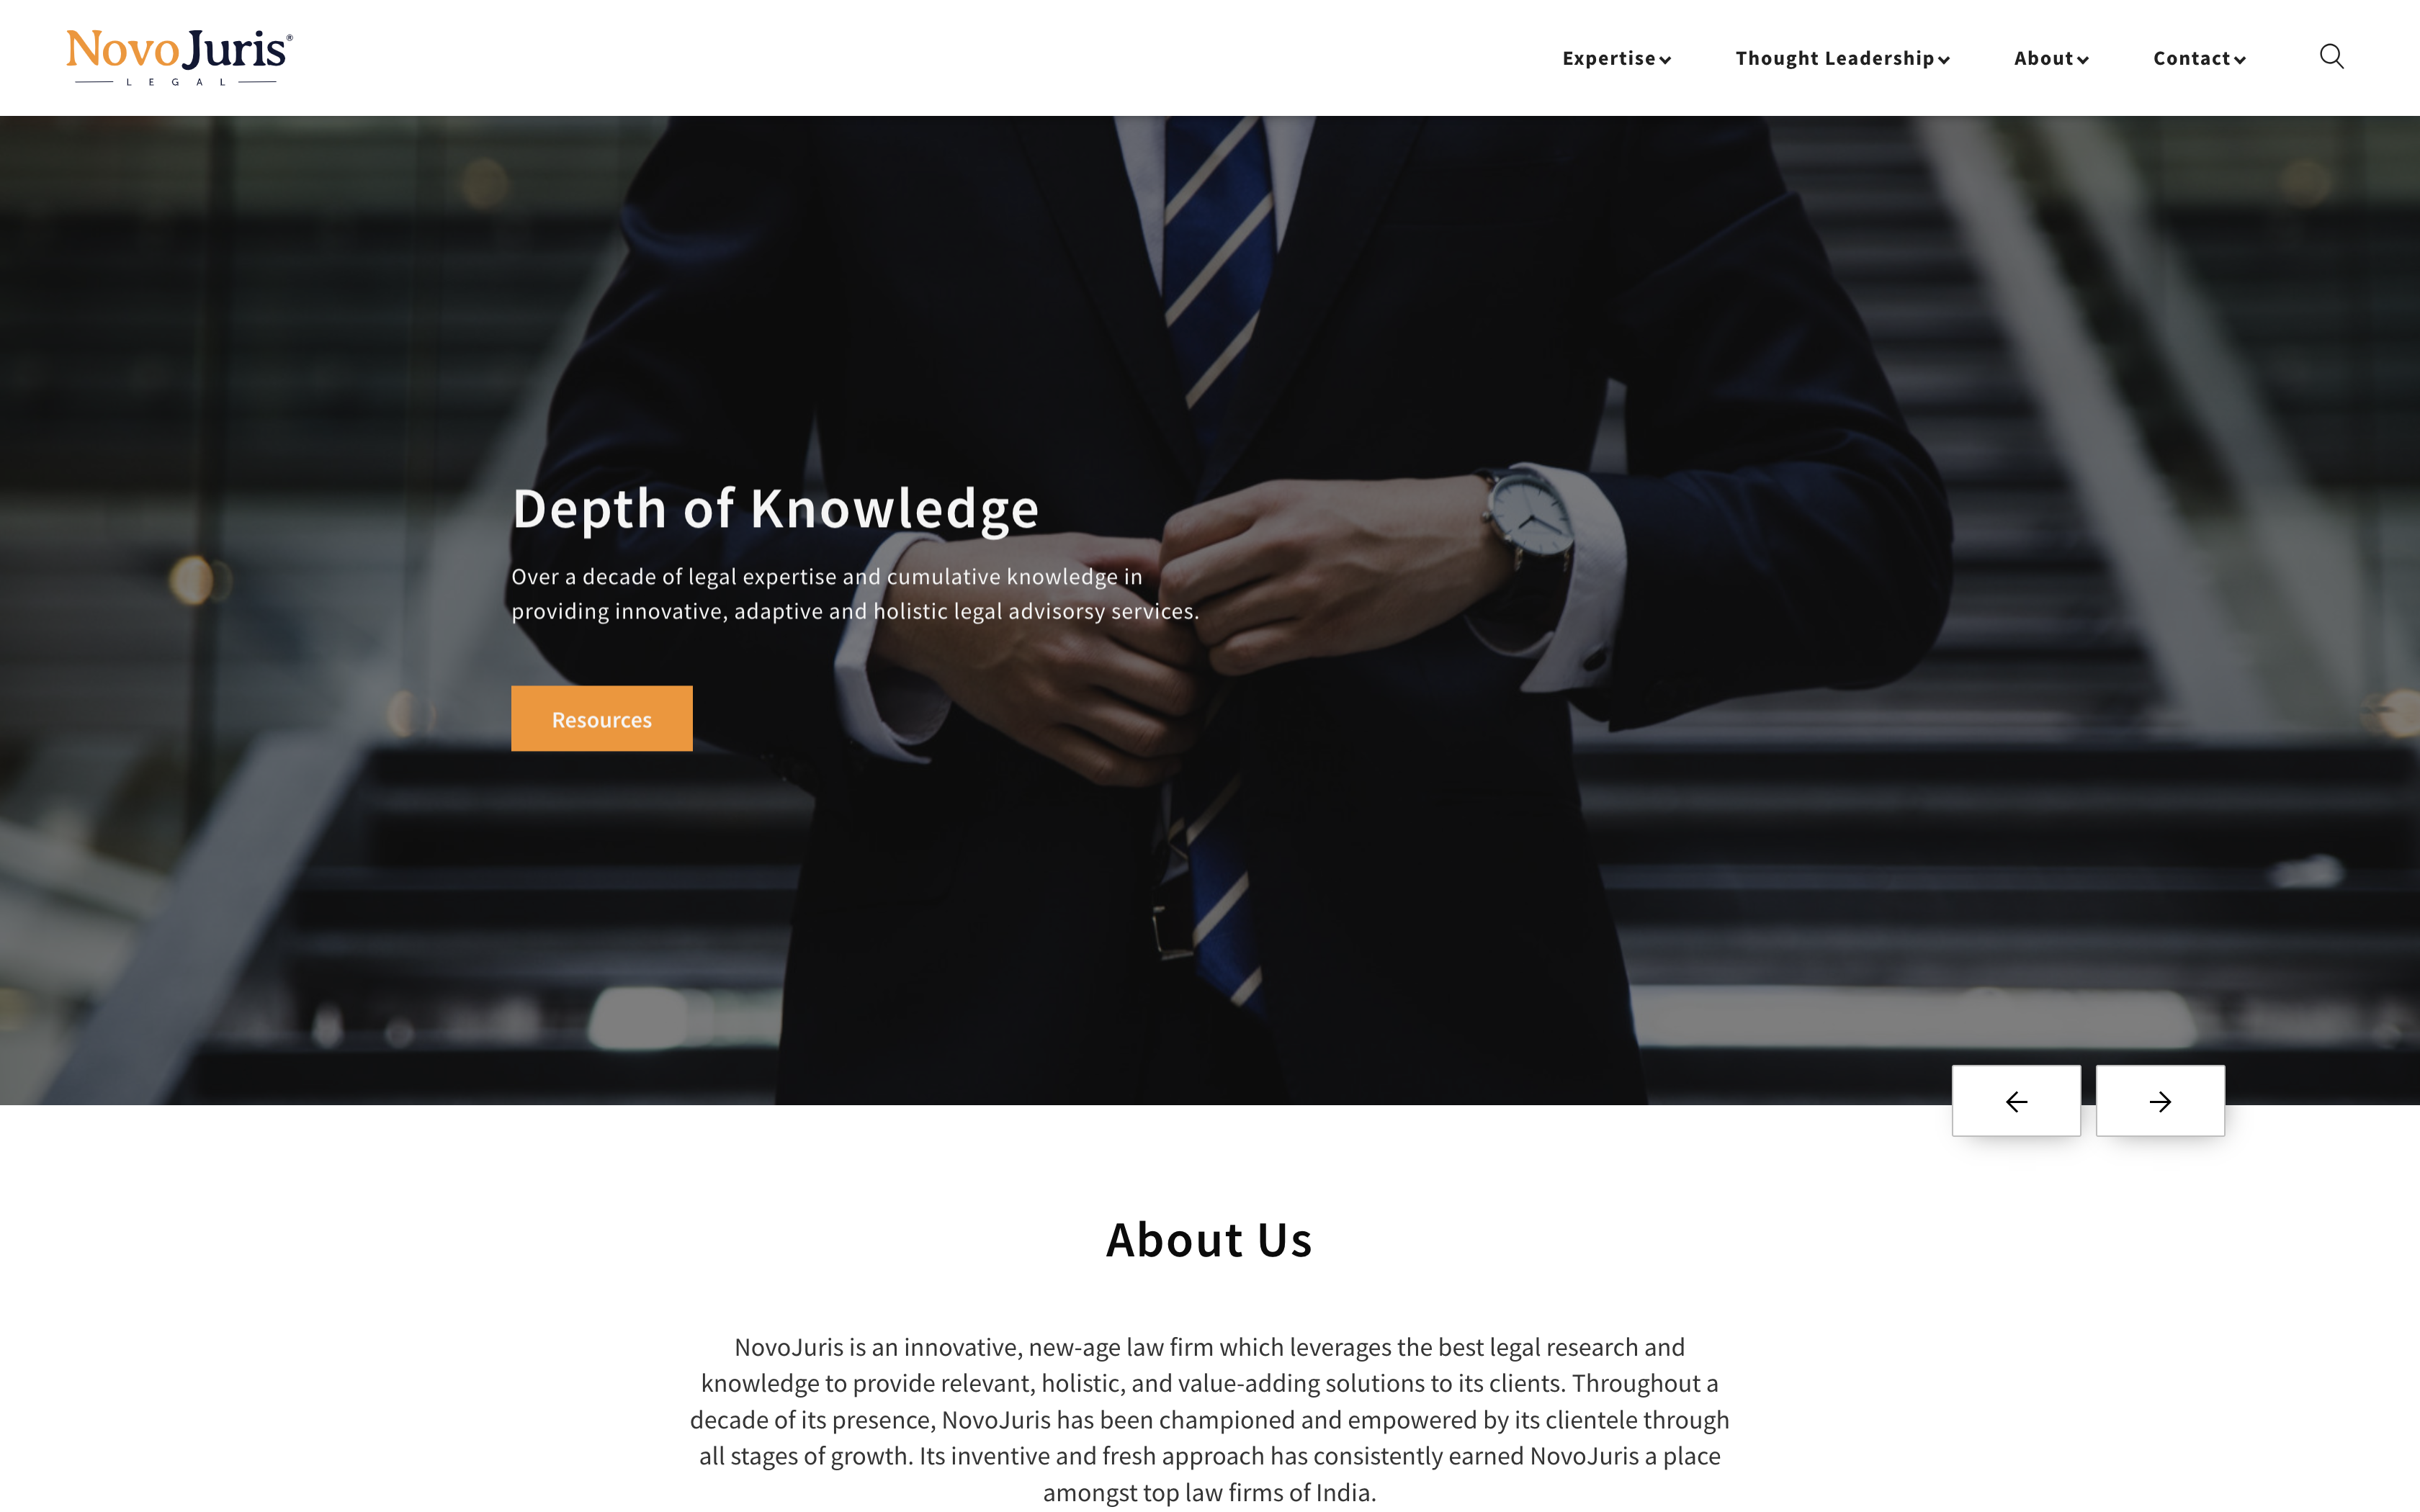 NovoJuris®
LEGAL
Expertise
Thought Leadership
About
Contact
Depth of Knowledge
Over a decade of legal expertise and cumulative knowledge in
providing innovative, adaptive and holistic legal advisorsy services.
Resources
About Us
NovoJuris is an innovative, new-age law firm which leverages the best legal research and
knowledge to provide relevant, holistic, and value-adding solutions to its clients. Throughout a
decade of its presence, NovoJuris has been championed and empowered by its clientele through
all stages of growth. Its inventive and fresh approach has consistently earned NovoJuris a place
amongst top law firms of India.